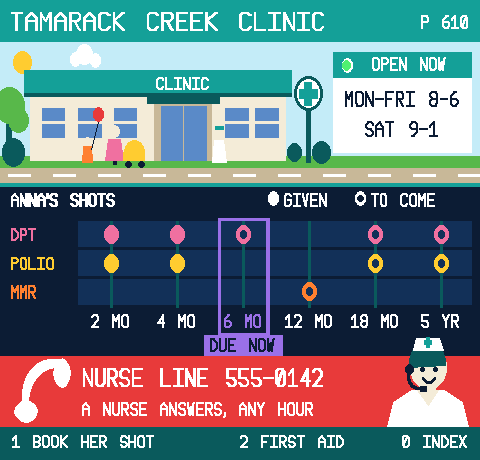 TAMARACK CREEK CLINIC P 610
CLINIC
OPEN NOW
MON-FRI 8-6
SAT 9-1
ANNA'S SHOTS GIVEN TO COME
DPT
POLIO
MMR
2 MO 4 MO 6 MO 12 MO 18 MO 5 YR
DUE NOW
NURSE LINE 555-0142
A NURSE ANSWERS, ANY HOUR
1 BOOK HER SHOT 2 FIRST AID 0 INDEX